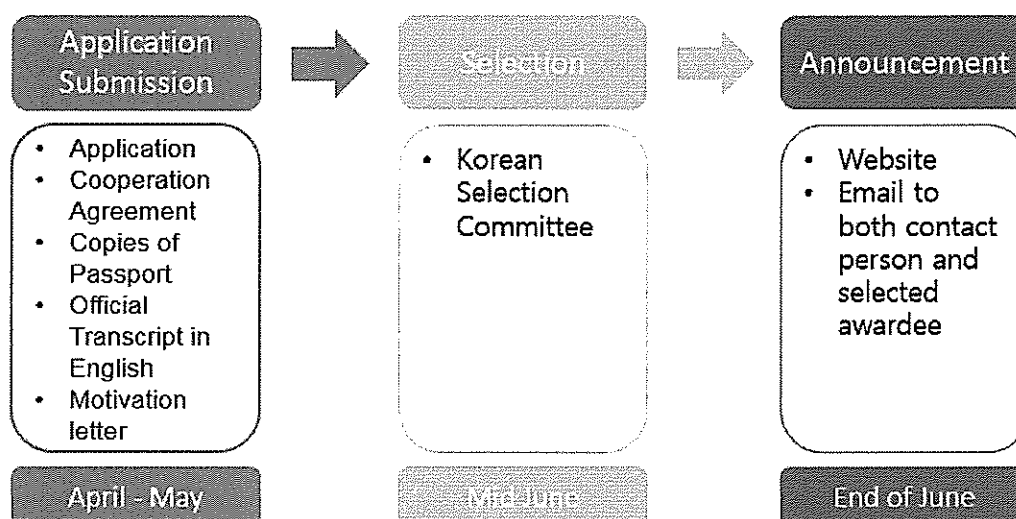 Application
Submission
Selection
Announcement
• Application
• Cooperation
Agreement
• Copies of
Passport
• Official
Transcript in
English
• Motivation
letter
• Korean
Selection
Committee
• Website
• Email to
both contact
person and
selected
awardee
April - May
Mid June
End of June